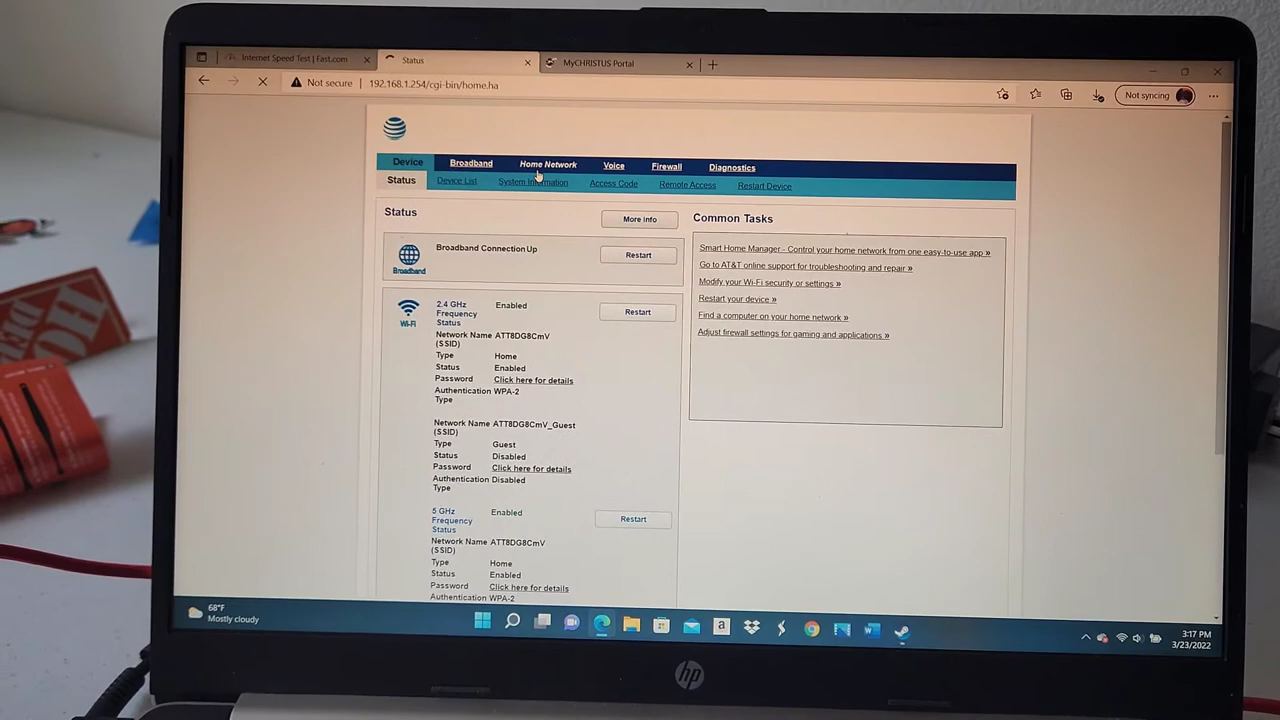 Internet Speed Test | Fast.com
Status
MyCHRISTUS Portal
Not secure | 192.168.1.254/cgi-bin/home.ha
Not syncing
Device
Broadband
Home Network
Voice
Firewall
Diagnostics
Status
Device List
System Information
Access Code
Remote Access
Restart Device
Status
More info
Broadband
Broadband Connection Up
Restart
Wi-Fi
2.4 GHz
Frequency
Status
Enabled
Restart
Network Name ATT8DG8CmV
(SSID)
Type Home
Status Enabled
Password Click here for details
Authentication WPA-2
Type
Network Name ATT8DG8CmV_Guest
(SSID)
Type Guest
Status Disabled
Password Click here for details
Authentication Disabled
Type
5 GHz
Frequency
Status
Enabled
Restart
Network Name ATT8DG8CmV
(SSID)
Type Home
Status Enabled
Password Click here for details
Authentication WPA-2
Common Tasks
Smart Home Manager - Control your home network from one easy-to-use app »
Go to AT&T online support for troubleshooting and repair »
Modify your Wi-Fi security or settings »
Restart your device »
Find a computer on your home network »
Adjust firewall settings for gaming and applications »
68°F
Mostly cloudy
3:17 PM
3/23/2022
hp